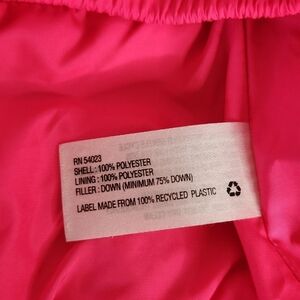 RN 54023
SHELL : 100% POLYESTER
LINING : 100% POLYESTER
FILLER : DOWN (MINIMUM 75% DOWN)
LABEL MADE FROM 100% RECYCLED PLASTIC